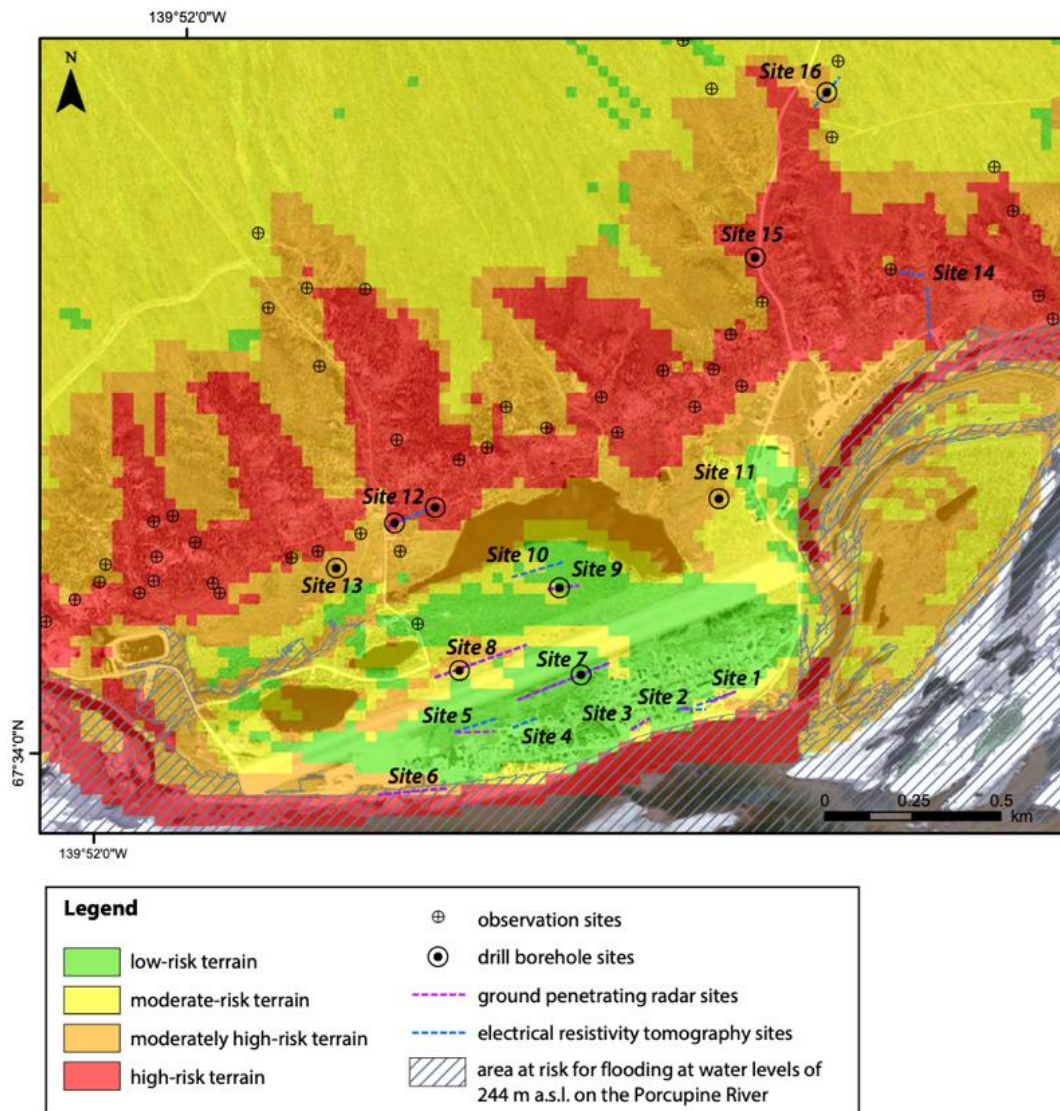 139°52'0"W
N
Site 16
Site 15
Site 14
Site 11
Site 12
Site 10
Site 9
Site 13
Site 8
Site 7
Site 1
Site 2
Site 3
Site 5
Site 4
67°34'0"N
Site 6
0 0.25 0.5
km
139°52'0"W
Legend
low-risk terrain
moderate-risk terrain
moderately high-risk terrain
high-risk terrain
observation sites
drill borehole sites
ground penetrating radar sites
electrical resistivity tomography sites
area at risk for flooding at water levels of
244 m a.s.l. on the Porcupine River